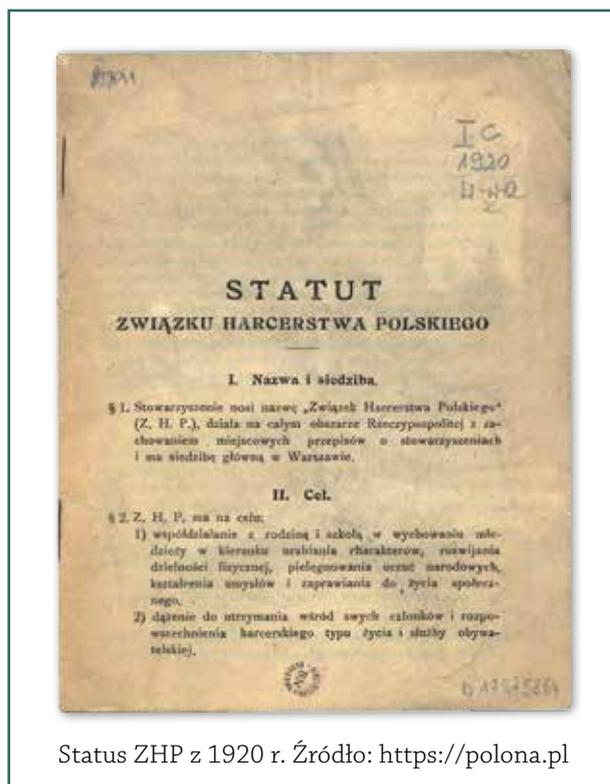 I C
1920
STATUT
ZWIĄZKU HARCERSTWA POLSKIEGO
I. Nazwa i siedziba.
§ 1. Stowarzyszenie nosi nazwę „Związek Harcerstwa Polskiego“
(Z. H. P.), działa na całym obszarze Rzeczypospolitej z za-
chowaniem miejscowych przepisów o stowarzyszeniach
i ma siedzibę główną w Warszawie.
II. Cel.
§ 2. Z. H. P. ma na celu:
1) współdziałanie z rodziną i szkołą w wychowaniu mło-
dzieży w kierunku urabiania charakterów, rozwijania
dzielności fizycznej, pielęgnowania uczuć narodowych,
kształcenia umysłów i zaprawiania do życia społecz-
nego,
2) dążenie do utrzymania wśród swych członków i rozpo-
wszechnienia harcerskiego typu życia i służby obywa-
telskiej.
Status ZHP z 1920 r. Źródło: https://polona.pl